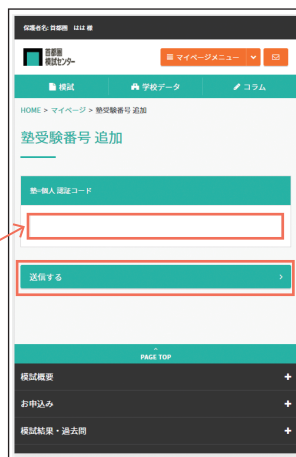 保護者名: 首都圏 はは 様
首都圏
模試センター
マイページメニュー
模試
学校データ
コラム
HOME > マイページ > 塾受験番号 追加
塾受験番号 追加
塾⇔個人 認証コード
送信する
PAGE TOP
模試概要
お申込み
模試結果・過去問